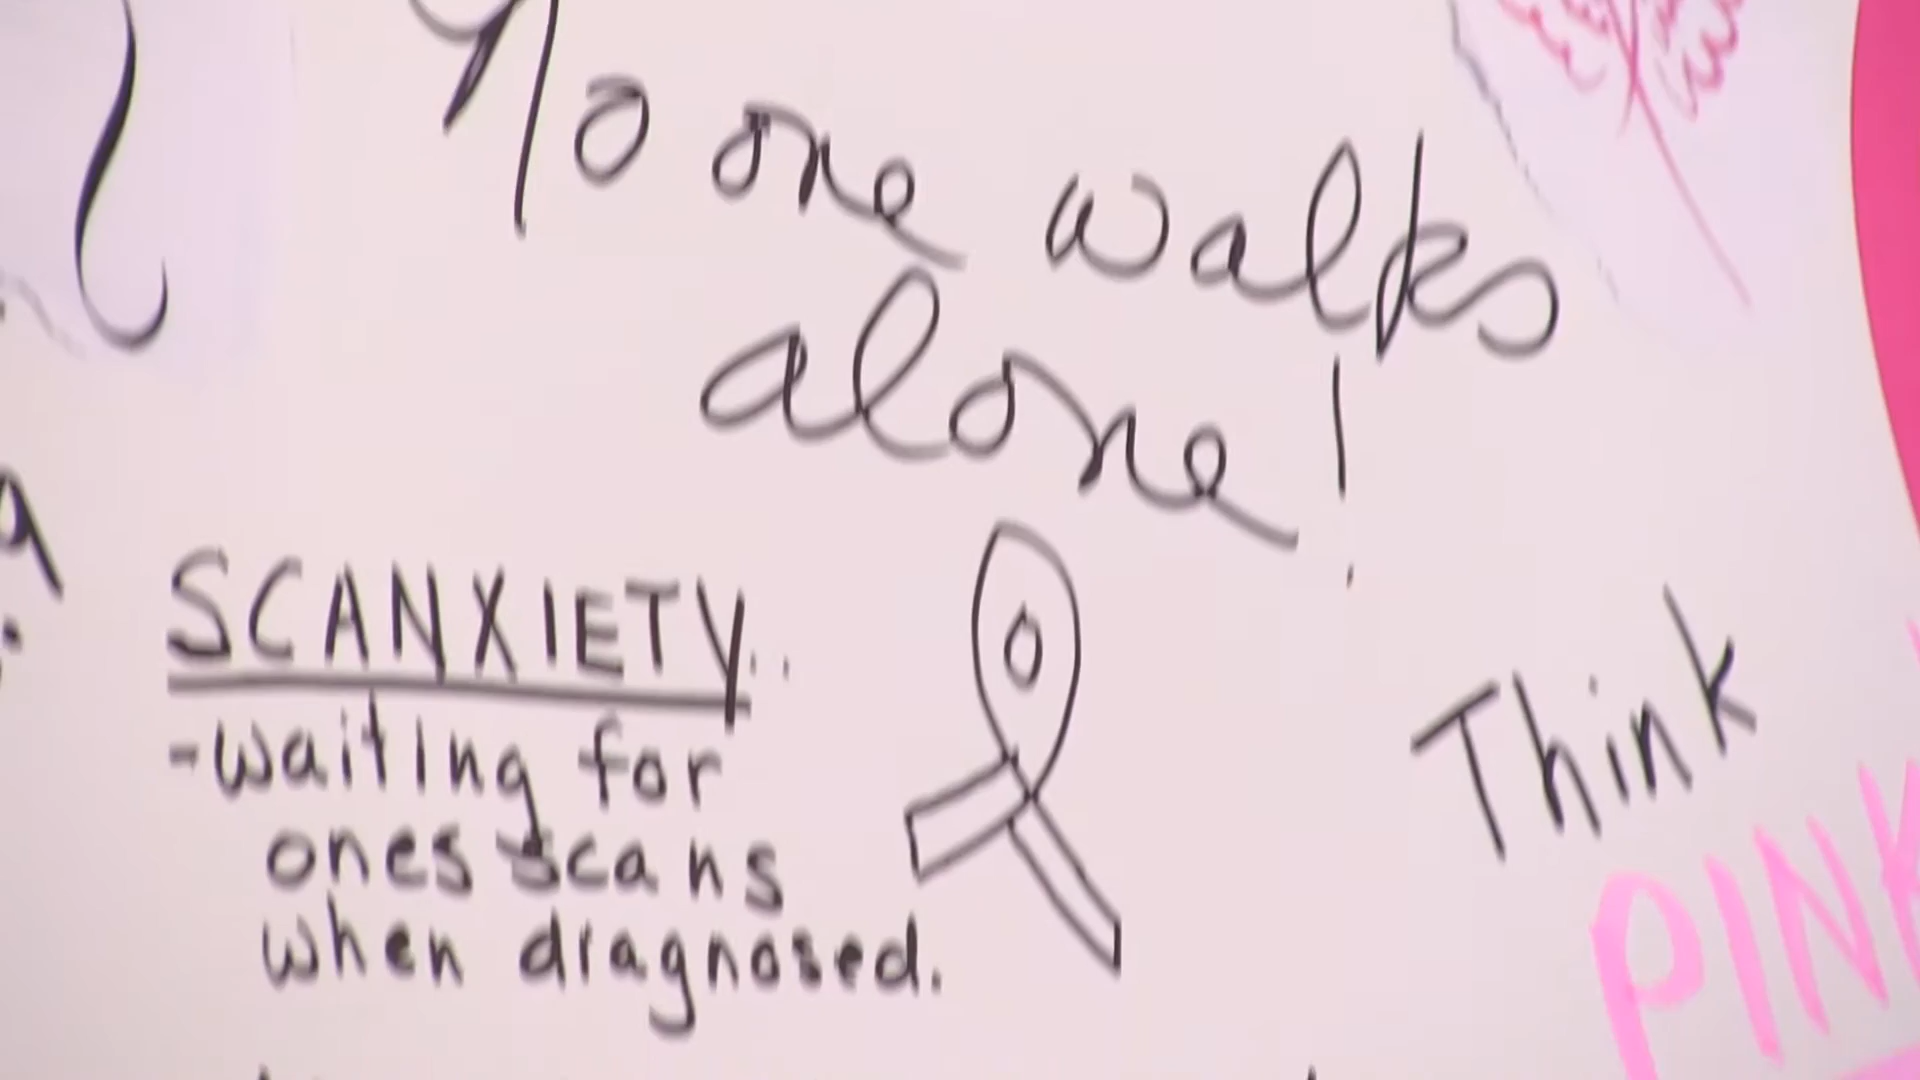 No one walks
alone!
SCANXIETY..
-waiting for
ones scans
when diagnosed.
Think
PINK